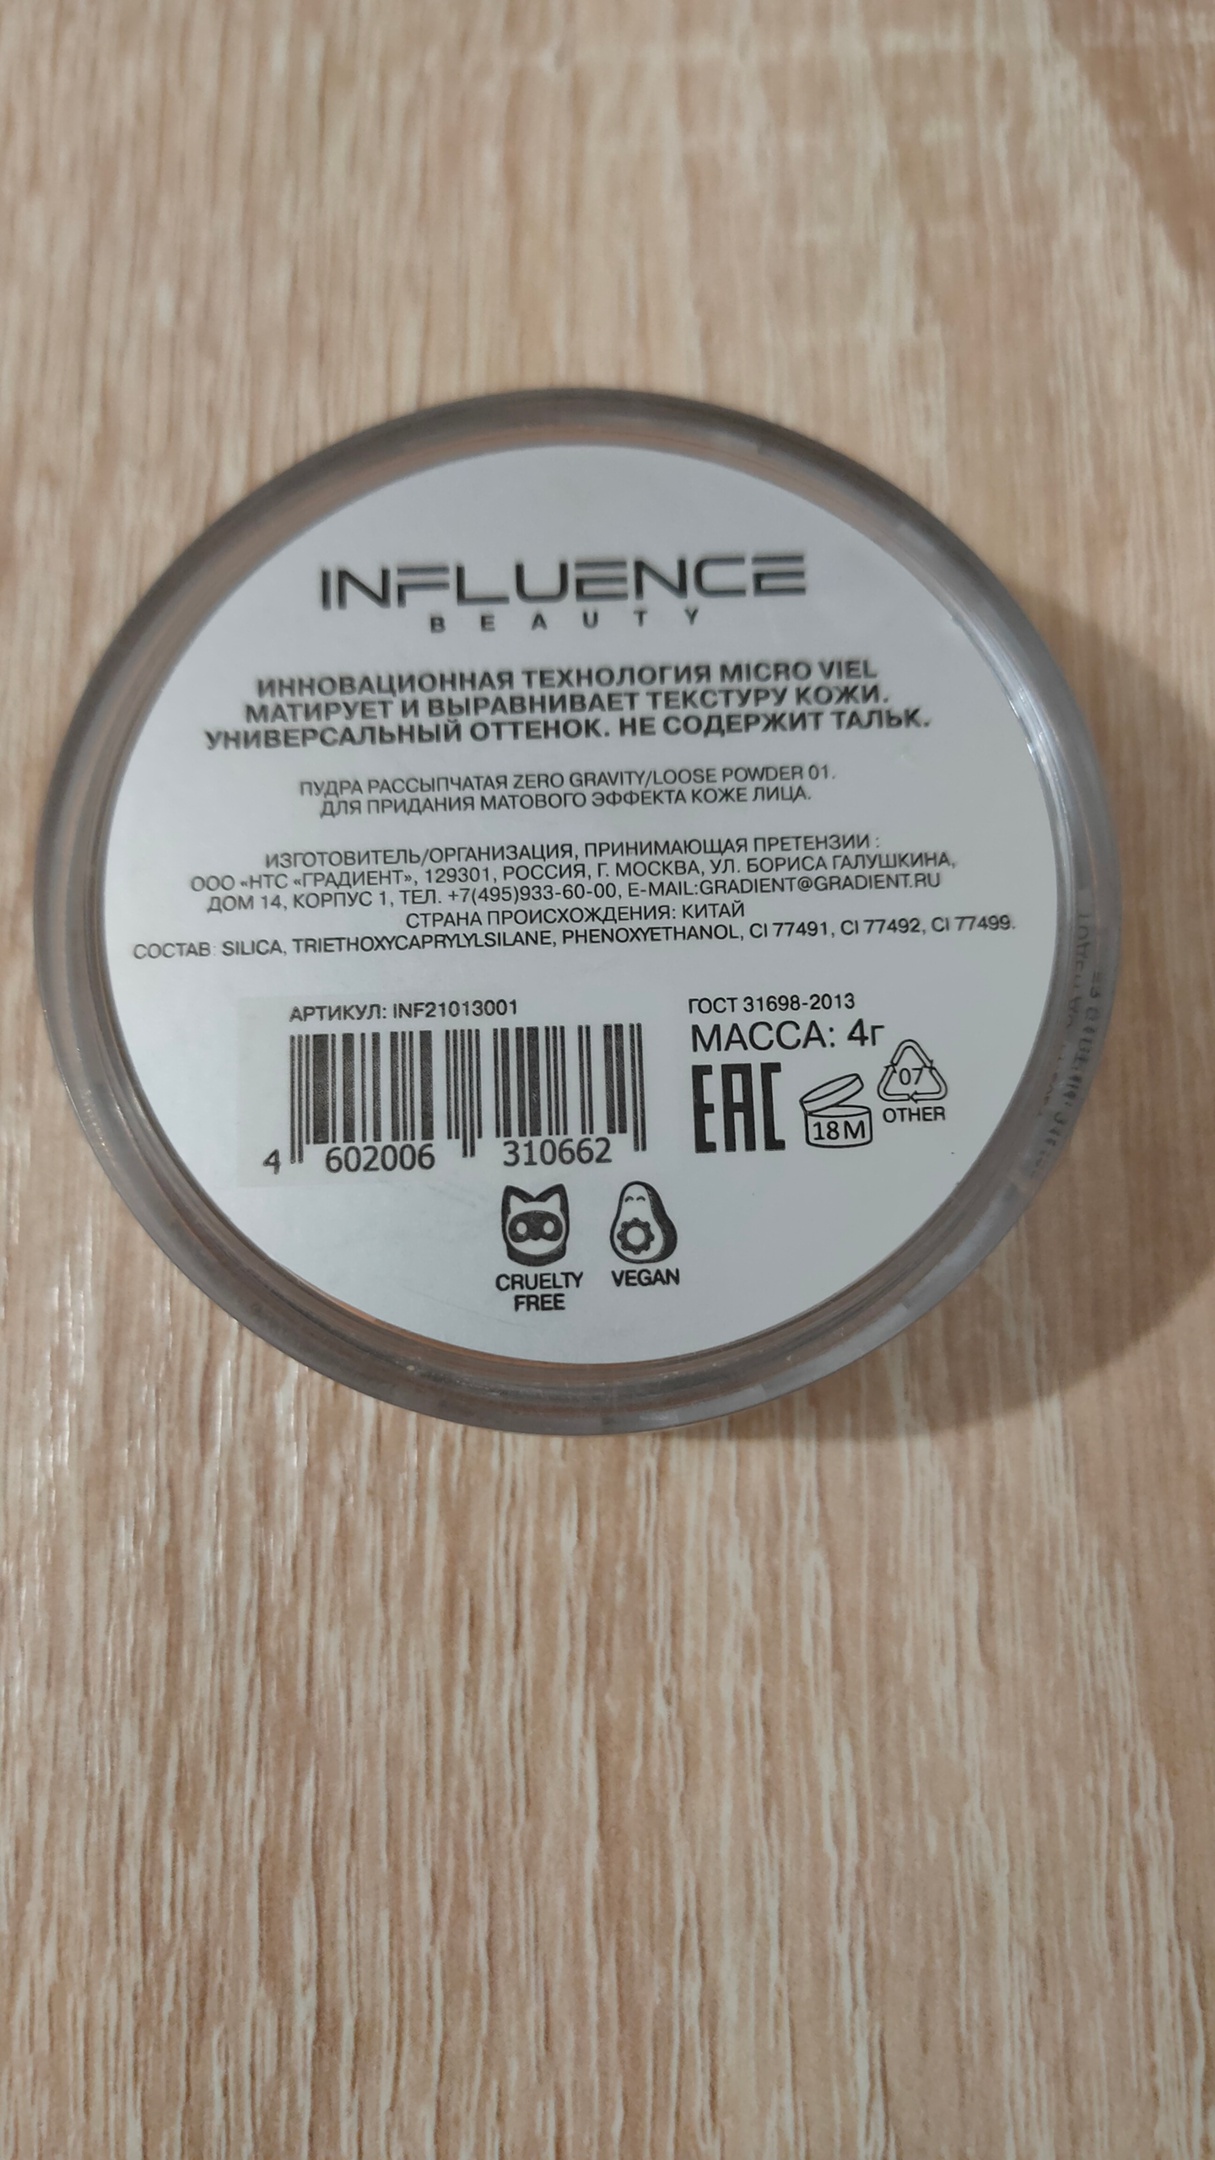 INFLUENCE
BEAUTY
ИННОВАЦИОННАЯ ТЕХНОЛОГИЯ MICRO VIEL
МАТИРУЕТ И ВЫРАВНИВАЕТ ТЕКСТУРУ КОЖИ.
УНИВЕРСАЛЬНЫЙ ОТТЕНОК. НЕ СОДЕРЖИТ ТАЛЬК.
ПУДРА РАССЫПЧАТАЯ ZERO GRAVITY/LOOSE POWDER 01.
ДЛЯ ПРИДАНИЯ МАТОВОГО ЭФФЕКТА КОЖЕ ЛИЦА.
ИЗГОТОВИТЕЛЬ/ОРГАНИЗАЦИЯ, ПРИНИМАЮЩАЯ ПРЕТЕНЗИИ :
ООО «НТС «ГРАДИЕНТ», 129301, РОССИЯ, Г. МОСКВА, УЛ. БОРИСА ГАЛУШКИНА,
ДОМ 14, КОРПУС 1, ТЕЛ. +7(495)933-60-00, E-MAIL:GRADIENT@GRADIENT.RU
СТРАНА ПРОИСХОЖДЕНИЯ: КИТАЙ
СОСТАВ: SILICA, TRIETHOXYCAPRYLYLSILANE, PHENOXYETHANOL, CI 77491, CI 77492, CI 77499.
АРТИКУЛ: INF21013001
4 602006 310662
ГОСТ 31698-2013
МАССА: 4г
EAC
18M
07
OTHER
CRUELTY
FREE
VEGAN